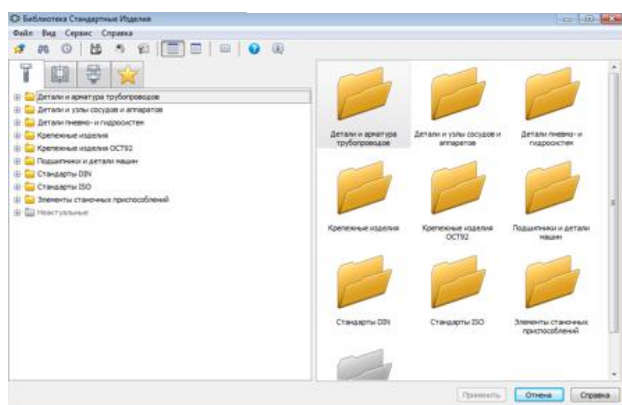 Библиотека Стандартные Изделия
Файл Вид Сервис Справка
Детали и арматура трубопроводов
Детали и узлы сосудов и аппаратов
Детали пневмо- и гидросистем
Крепежные изделия
Крепежные изделия ОСТ92
Подшипники и детали машин
Стандарты DIN
Стандарты ISO
Элементы станочных приспособлений
Неактуальные
Детали и арматура
трубопроводов
Детали и узлы сосудов и
аппаратов
Детали пневмо- и
гидросистем
Крепежные изделия
Крепежные изделия
ОСТ92
Подшипники и детали
машин
Стандарты DIN
Стандарты ISO
Элементы станочных
приспособлений
Применить Отмена Справка